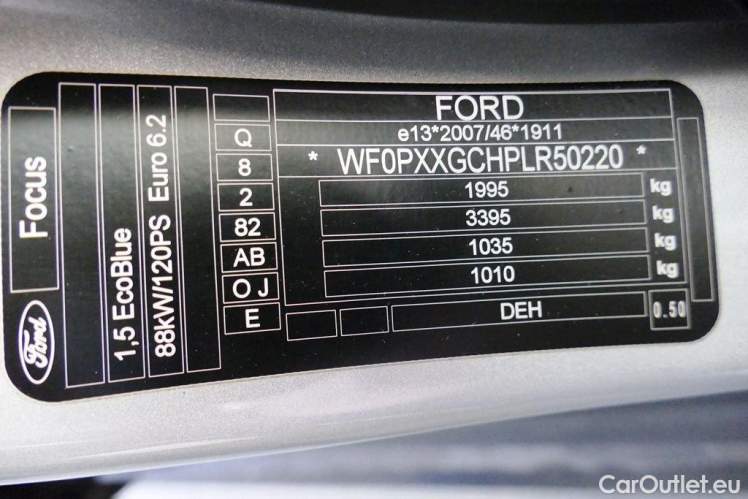 FORD
e13*2007/46*1911
* WF0PXXGCHPLR50220 *
1995 kg
3395 kg
1035 kg
1010 kg
DEH
0.50
Q
8
2
82
AB
O J
E
Focus
Ford
1,5 EcoBlue
88kW/120PS Euro 6.2
CarOutlet.eu